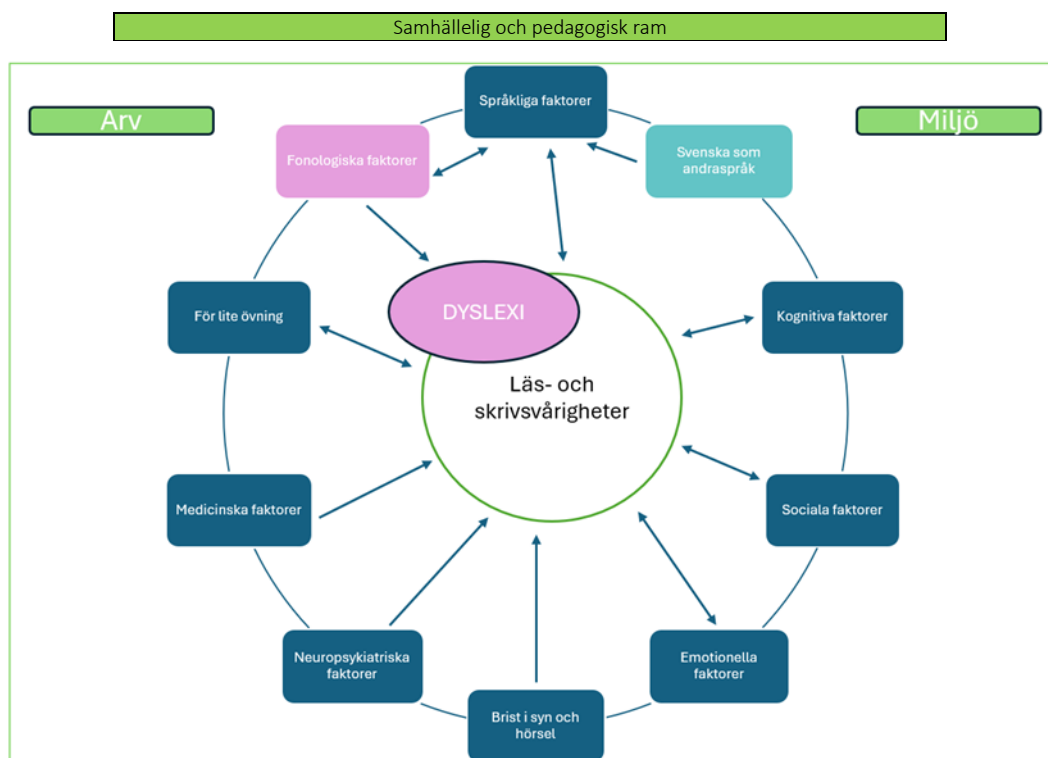 Samhällelig och pedagogisk ram
Arv
Miljö
Språkliga faktorer
Fonologiska faktorer
Svenska som
andraspråk
För lite övning
DYSLEXI
Kognitiva faktorer
Läs- och
skrivsvårigheter
Medicinska faktorer
Sociala faktorer
Neuropsykiatriska
faktorer
Emotionella
faktorer
Brist i syn och
hörsel